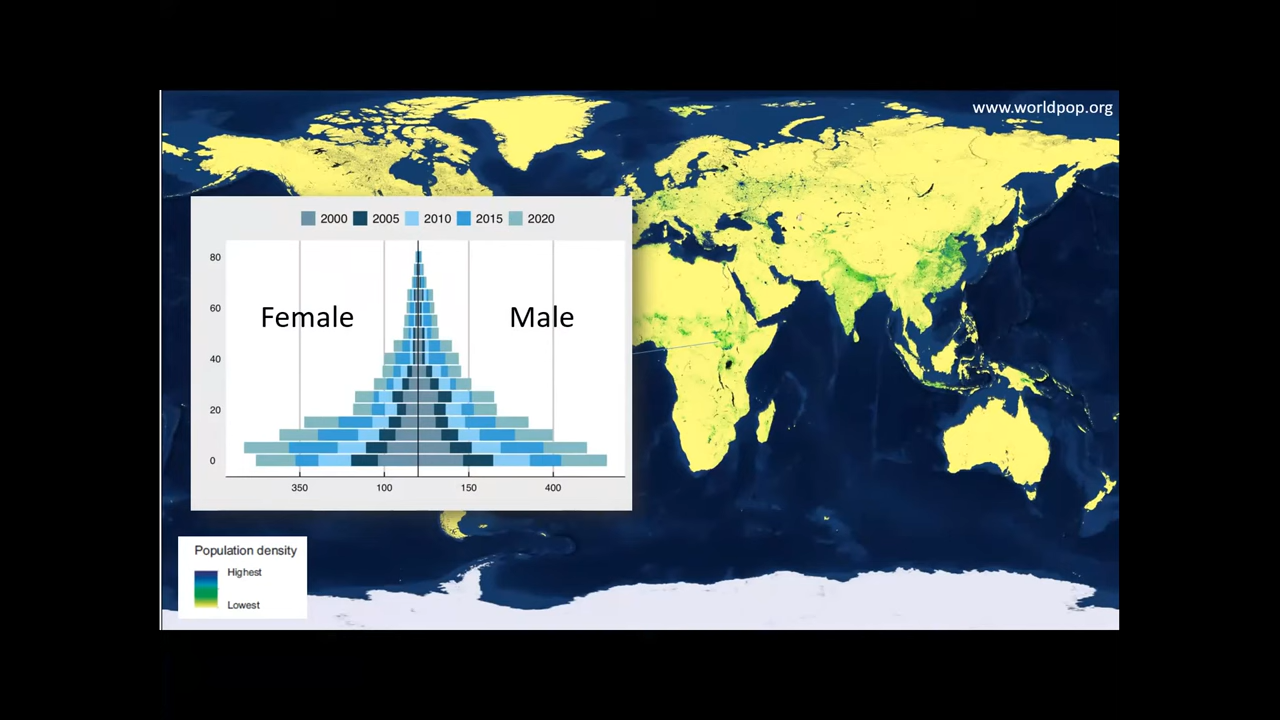 www.worldpop.org
2000 2005 2010 2015 2020
80
60
Female Male
40
20
0
350 100 150 400
Population density
Highest
Lowest